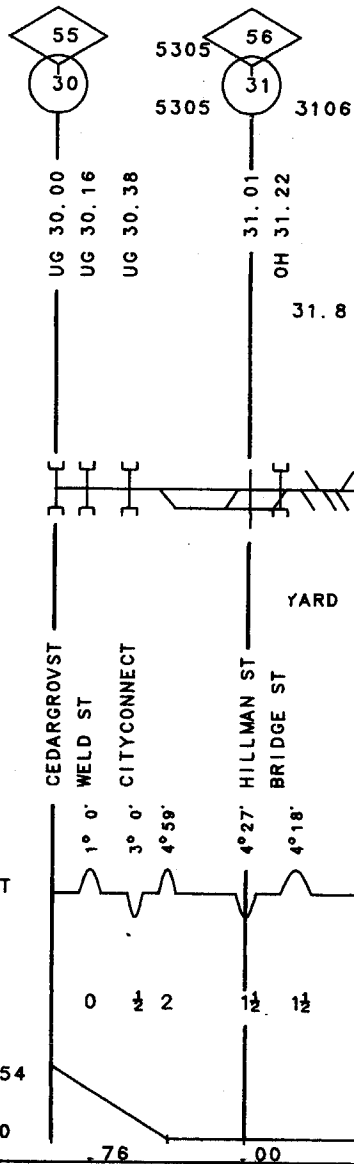 55
5305
56
30
31
5305
3106
UG 30.00
UG 30.16
UG 30.38
31.01
OH 31.22
31.8
YARD
CEDARGROVST
WELD ST
CITYCONNECT
HILLMAN ST
BRIDGE ST
1° 0'
3° 0'
4°59'
4°27'
4°18'
T
0 ½ 2 1½ 1½
54
0
.76 .00